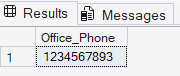 Results Messages
Office_Phone
1 1234567893